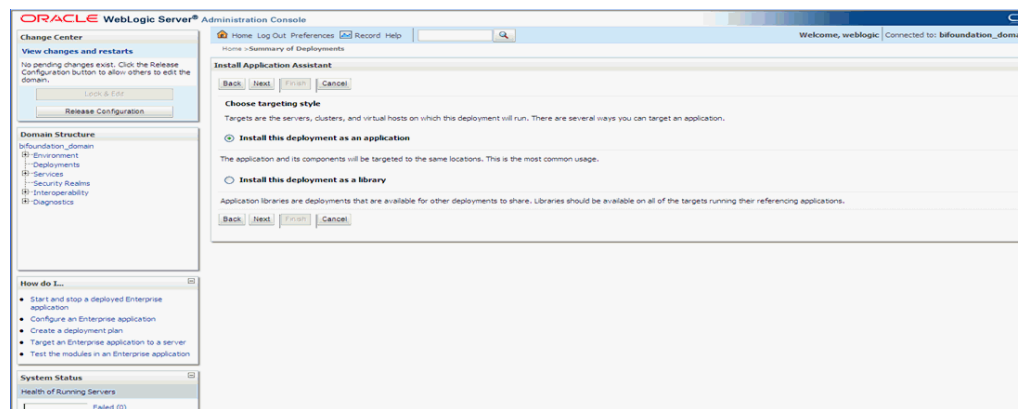 ORACLE WebLogic Server® Administration Console
Change Center
View changes and restarts
No pending changes exist. Click the Release
Configuration button to allow others to edit the
domain.
Lock & Edit
Release Configuration
Domain Structure
bifoundation_domain
Environment
Deployments
Services
Security Realms
Interoperability
Diagnostics
How do I...
Start and stop a deployed Enterprise
application
Configure an Enterprise application
Create a deployment plan
Target an Enterprise application to a server
Test the modules in an Enterprise application
System Status
Health of Running Servers
Failed (0)
Home Log Out Preferences Record Help
Welcome, weblogic Connected to: bifoundation_doma
Home >Summary of Deployments
Install Application Assistant
Back Next Finish Cancel
Choose targeting style
Targets are the servers, clusters, and virtual hosts on which this deployment will run. There are several ways you can target an application.
Install this deployment as an application
The application and its components will be targeted to the same locations. This is the most common usage.
Install this deployment as a library
Application libraries are deployments that are available for other deployments to share. Libraries should be available on all of the targets running their referencing applications.
Back Next Finish Cancel